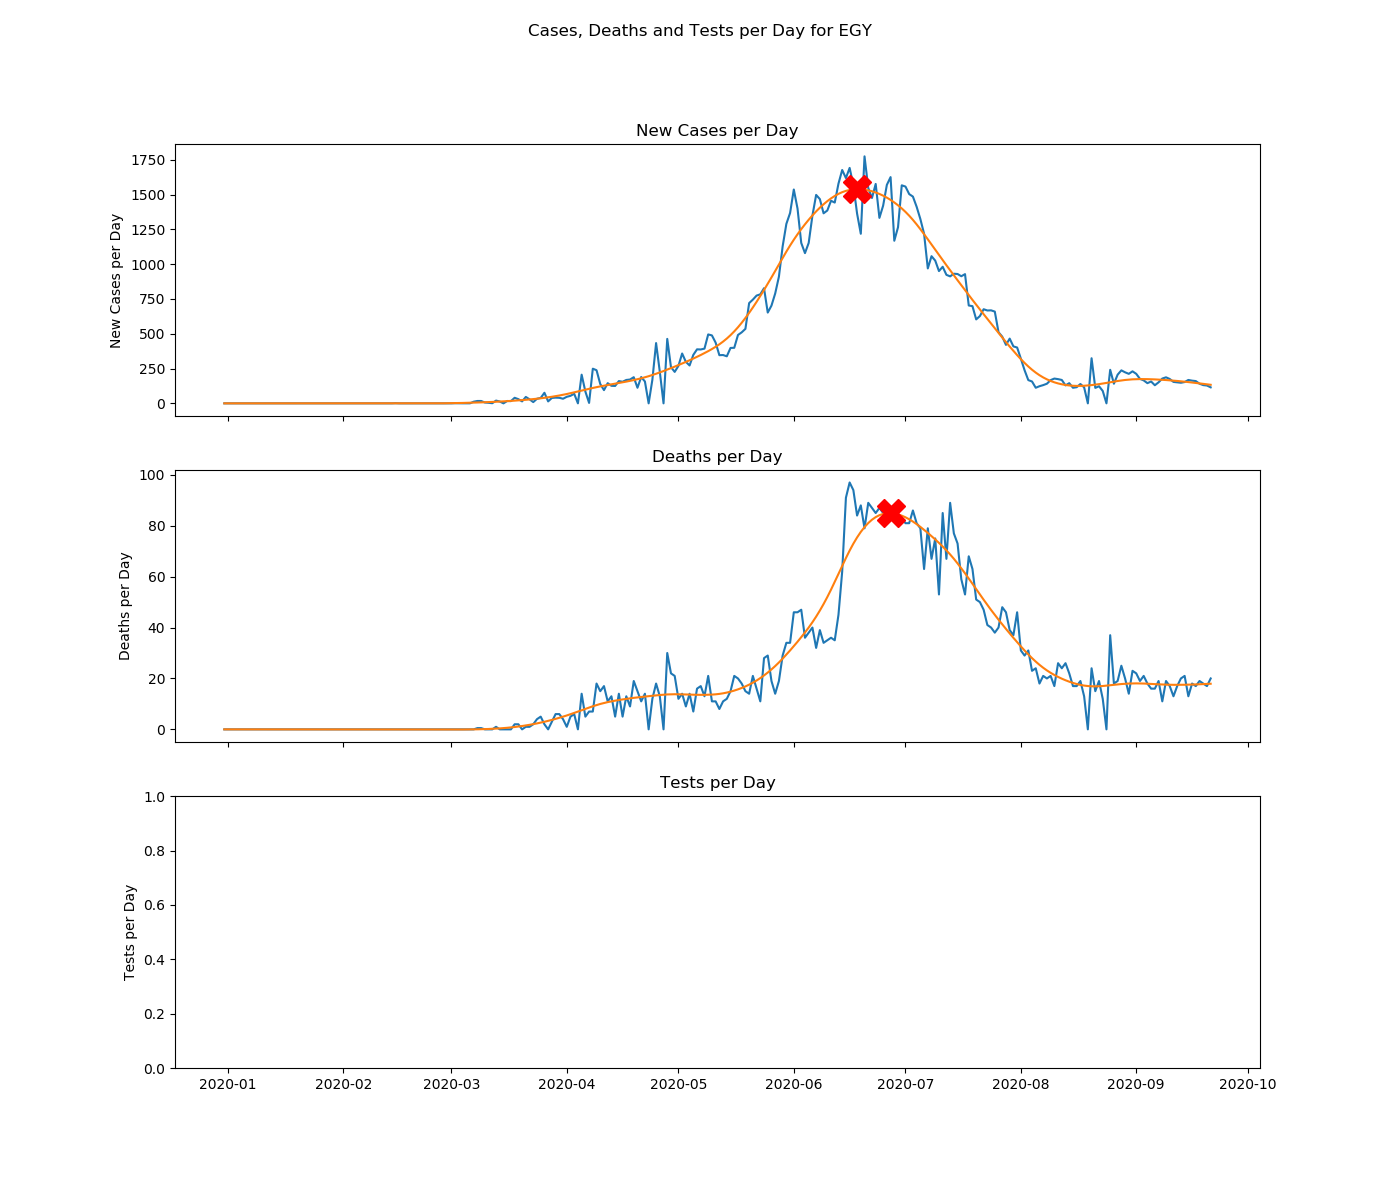 Cases, Deaths and Tests per Day for EGY
New Cases per Day
New Cases per Day
1750
1500
1250
1000
750
500
250
0
Deaths per Day
Deaths per Day
100
80
60
40
20
0
Tests per Day
Tests per Day
1.0
0.8
0.6
0.4
0.2
0.0
2020-01 2020-02 2020-03 2020-04 2020-05 2020-06 2020-07 2020-08 2020-09 2020-10